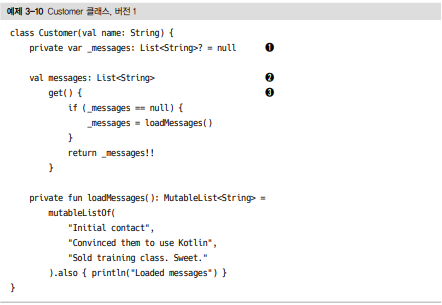 예제 3-10 Customer 클래스, 버전 1
class Customer(val name: String) {
    private var _messages: List<String>? = null ❶

    val messages: List<String> ❷
        get() { ❸
            if (_messages == null) {
                _messages = loadMessages()
            }
            return _messages!!
        }

    private fun loadMessages(): MutableList<String> =
        mutableListOf(
            "Initial contact",
            "Convinced them to use Kotlin",
            "Sold training class. Sweet."
        ).also { println("Loaded messages") }
}